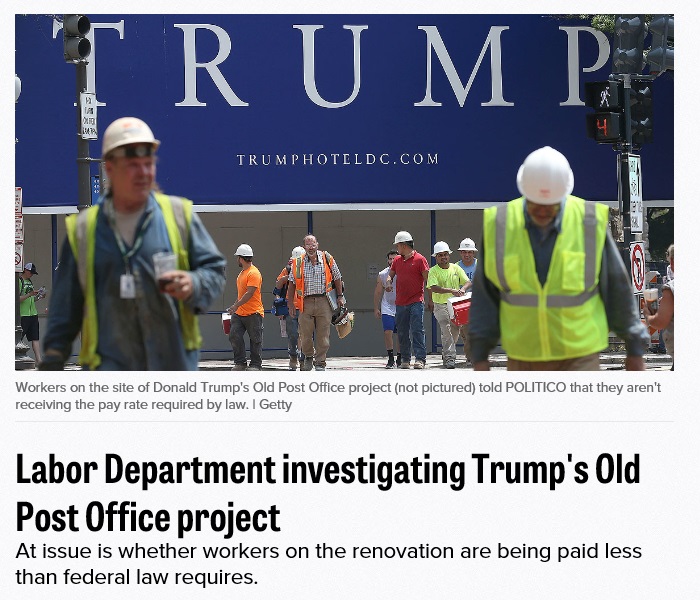 TRUMP
TRUMPHOTELDC.COM
4
Workers on the site of Donald Trump's Old Post Office project (not pictured) told POLITICO that they aren't
receiving the pay rate required by law. | Getty
Labor Department investigating Trump's Old
Post Office project
At issue is whether workers on the renovation are being paid less
than federal law requires.